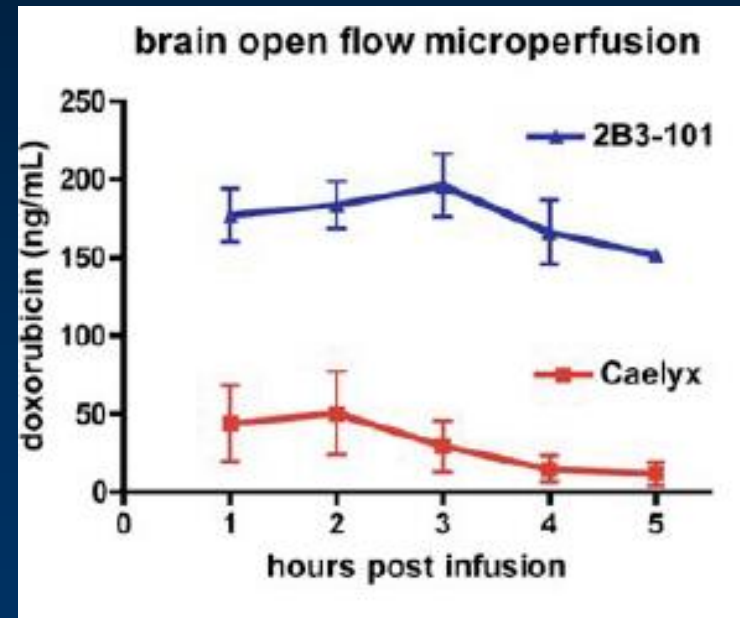 brain open flow microperfusion
250
200
150
100
50
0
doxorubicin (ng/mL)
2B3-101
Caelyx
0 1 2 3 4 5
hours post infusion